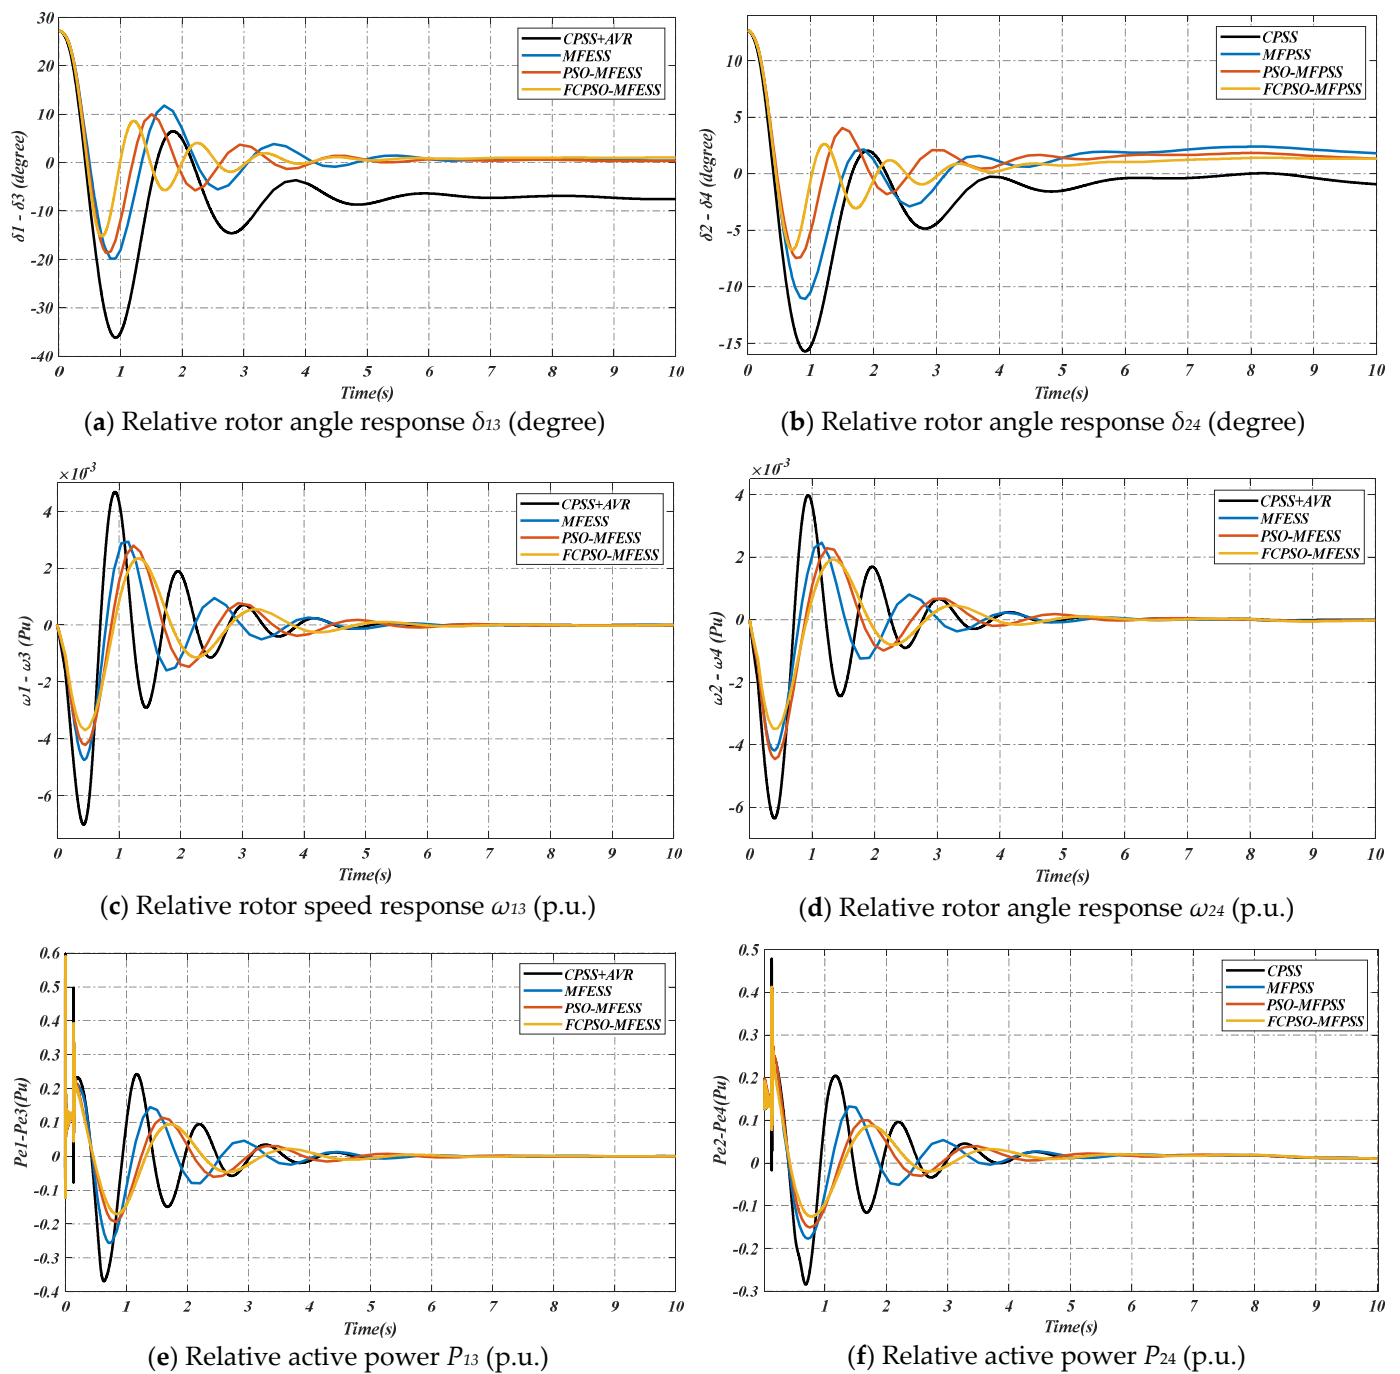 30
20
10
0
-10
-20
-30
-40
δ1 - δ3 (degree)
CPSS+AVR
MFESS
PSO-MFESS
FCPSO-MFESS
0 1 2 3 4 5 6 7 8 9 10
Time(s)
(a) Relative rotor angle response δ13 (degree)
10
5
0
-5
-10
-15
δ2 - δ4 (degree)
CPSS
MFPSS
PSO-MFPSS
FCPSO-MFPSS
0 1 2 3 4 5 6 7 8 9 10
Time(s)
(b) Relative rotor angle response δ24 (degree)
×10-3
4
2
0
-2
-4
-6
ω1 - ω3 (Pu)
CPSS+AVR
MFESS
PSO-MFESS
FCPSO-MFESS
0 1 2 3 4 5 6 7 8 9 10
Time(s)
(c) Relative rotor speed response ω13 (p.u.)
×10-3
4
2
0
-2
-4
-6
ω2 - ω4 (Pu)
CPSS+AVR
MFESS
PSO-MFESS
FCPSO-MFESS
0 1 2 3 4 5 6 7 8 9 10
Time(s)
(d) Relative rotor angle response ω24 (p.u.)
0.6
0.5
0.4
0.3
0.2
0.1
0
-0.1
-0.2
-0.3
-0.4
Pe1-Pe3(Pu)
CPSS+AVR
MFESS
PSO-MFESS
FCPSO-MFESS
0 1 2 3 4 5 6 7 8 9 10
Time(s)
(e) Relative active power P13 (p.u.)
0.5
0.4
0.3
0.2
0.1
0
-0.1
-0.2
-0.3
Pe2-Pe4(Pu)
CPSS
MFPSS
PSO-MFPSS
FCPSO-MFPSS
1 2 3 4 5 6 7 8 9 10
Time(s)
(f) Relative active power P24 (p.u.)